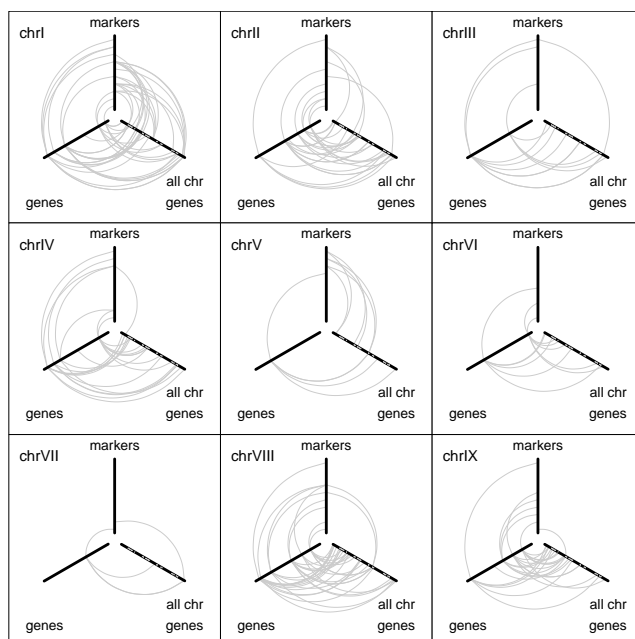 markers
chrI
all chr
genes
genes
markers
chrII
all chr
genes
genes
markers
chrIII
all chr
genes
genes
markers
chrIV
all chr
genes
genes
markers
chrV
all chr
genes
genes
markers
chrVI
all chr
genes
genes
markers
chrVII
all chr
genes
genes
markers
chrVIII
all chr
genes
genes
markers
chrIX
all chr
genes
genes